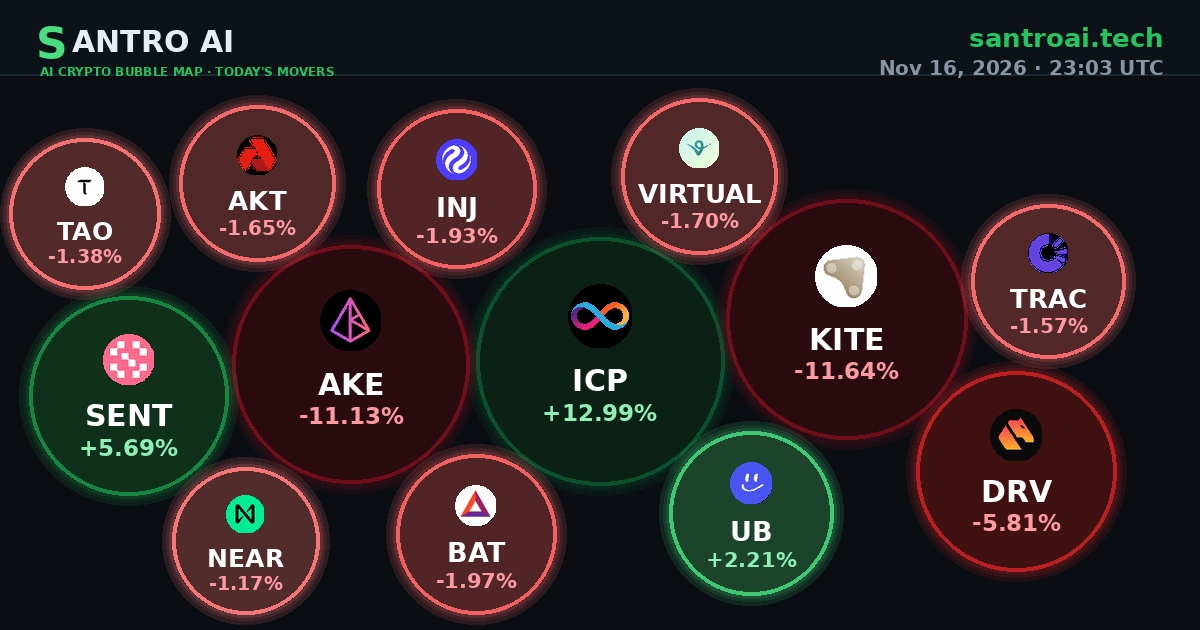 SANTRO AI
AI CRYPTO BUBBLE MAP · TODAY'S MOVERS
santroai.tech
Nov 16, 2026 · 23:03 UTC
TAO
-1.38%
AKT
-1.65%
INJ
-1.93%
VIRTUAL
-1.70%
TRAC
-1.57%
SENT
+5.69%
AKE
-11.13%
ICP
+12.99%
KITE
-11.64%
DRV
-5.81%
NEAR
-1.17%
BAT
-1.97%
UB
+2.21%